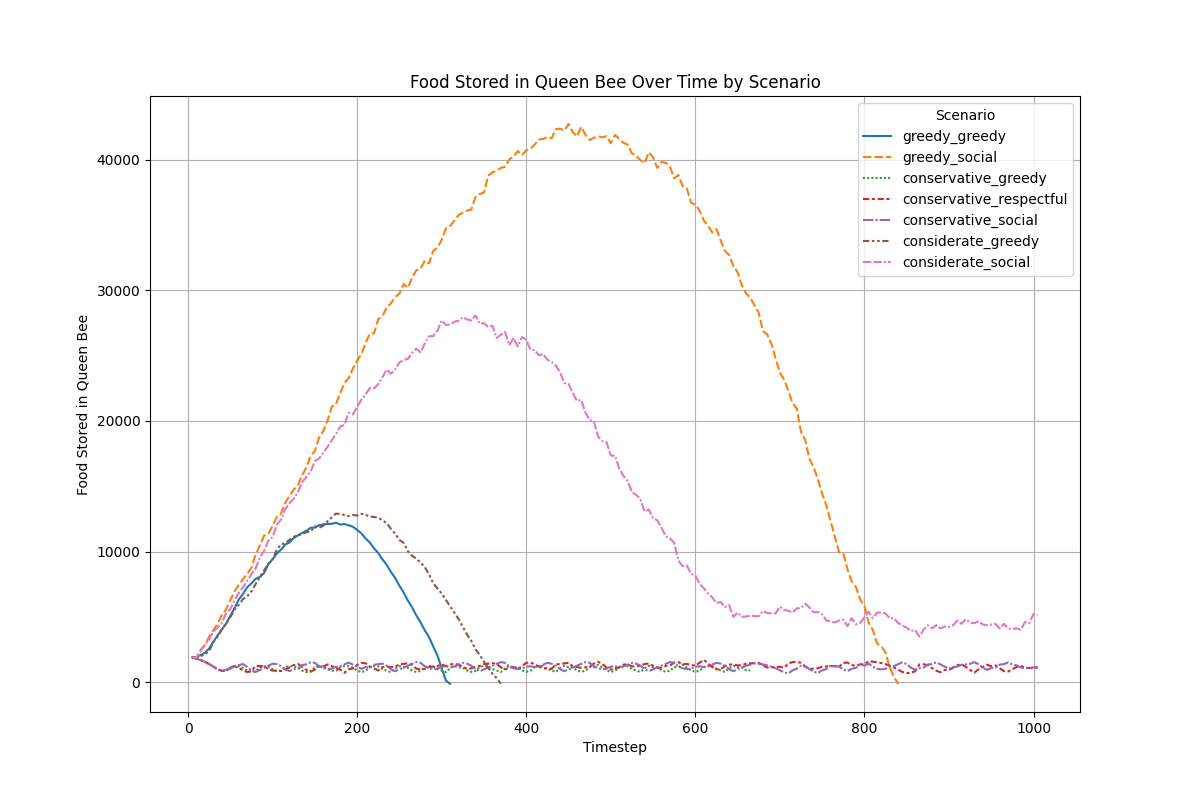 Food Stored in Queen Bee Over Time by Scenario
Food Stored in Queen Bee
40000
30000
20000
10000
0
Scenario
greedy_greedy
greedy_social
conservative_greedy
conservative_respectful
conservative_social
considerate_greedy
considerate_social
0 200 400 600 800 1000
Timestep